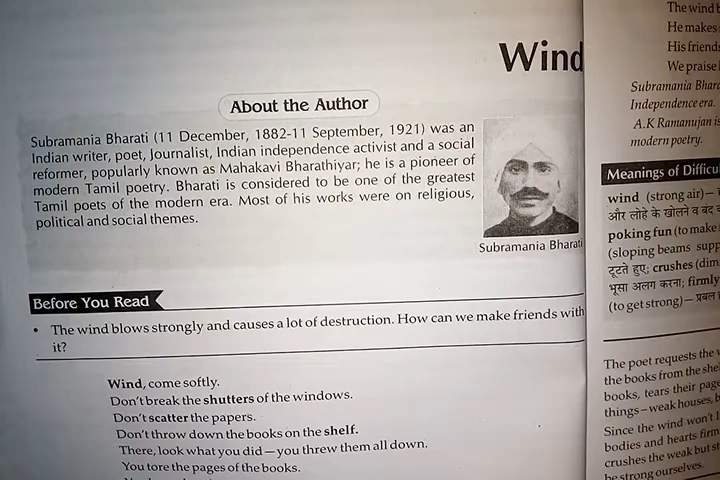 Wind
About the Author
Subramania Bharati (11 December, 1882-11 September, 1921) was an
Indian writer, poet, Journalist, Indian independence activist and a social
reformer, popularly known as Mahakavi Bharathiyar; he is a pioneer of
modern Tamil poetry. Bharati is considered to be one of the greatest
Tamil poets of the modern era. Most of his works were on religious,
political and social themes.
Subramania Bharati
Before You Read
• The wind blows strongly and causes a lot of destruction. How can we make friends with
it?
Wind, come softly.
Don't break the shutters of the windows.
Don't scatter the papers.
Don't throw down the books on the shelf.
There, look what you did—you threw them all down.
You tore the pages of the books.
The wind
He makes
His friends
We praise
Subramania
Independence era.
A.K Ramanujan is
modern poetry.
Meanings of
wind (strong air)—
और लोहे के खोलने व बंद
poking fun (to make
(sloping beams
टूटते हुए; crushes
भूसा अलग करना; firmly
(to get strong)—
The poet requests the
the books from the
books, tears their
things—weak houses,
Since the wind won't
bodies and hearts
crushes the weak but
be strong ourselves.